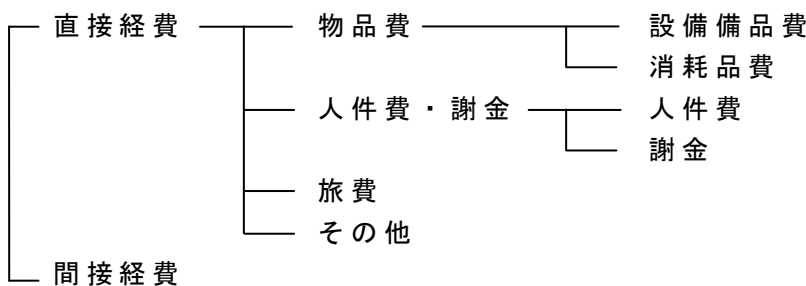 直接経費 物品費 設備備品費
消耗品費
人件費・謝金 人件費
謝金
旅費
その他
間接経費